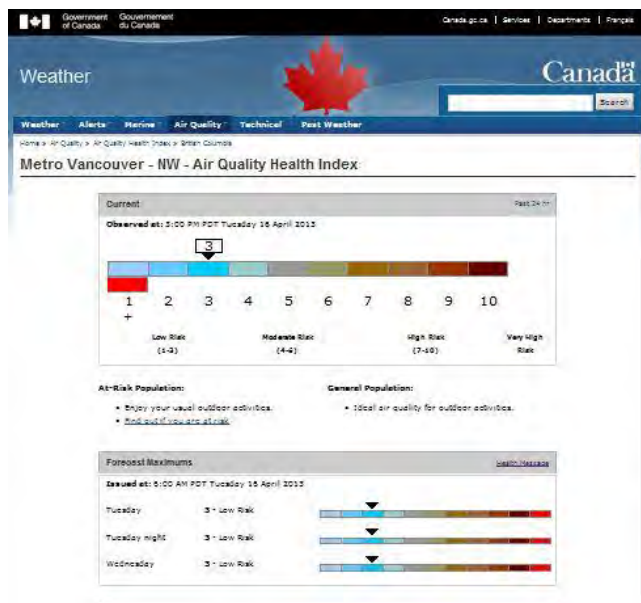 Government of Canada
Gouvernement du Canada
Canada.gc.ca | Services | Departments | Français
Weather
Canada
Search
Weather Alerts Marine Air Quality Technical Past Weather
Home > Air Quality > Air Quality Health Index > British Columbia
Metro Vancouver - NW - Air Quality Health Index
Current Past 24 hr
Observed at: 5:00 PM PDT Tuesday 16 April 2013
3
1 2 3 4 5 6 7 8 9 10
+
Low Risk Moderate Risk High Risk Very High
(1-3) (4-6) (7-10) Risk
At-Risk Population: General Population:
• Enjoy your usual outdoor activities. • Ideal air quality for outdoor activities.
• Find out if you are at risk
Forecast Maximums Health Message
Issued at: 6:00 AM PDT Tuesday 16 April 2013
Tuesday 3 - Low Risk
Tuesday night 3 - Low Risk
Wednesday 3 - Low Risk